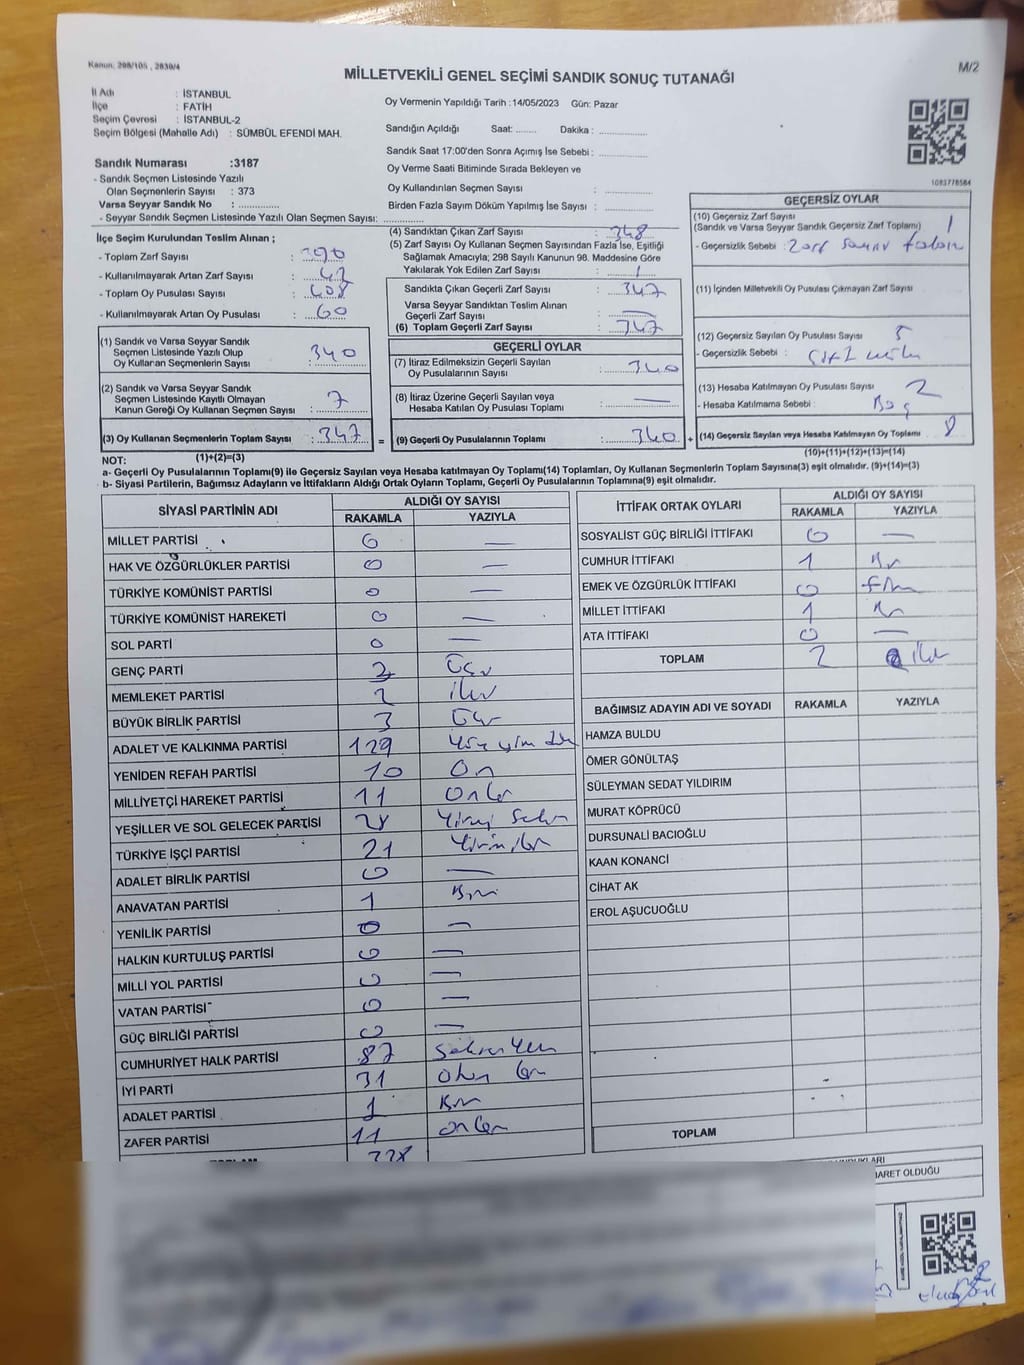 Kanun: 298/105 , 2839/4
M/2
MİLLETVEKİLİ GENEL SEÇİMİ SANDIK SONUÇ TUTANAĞI
İl Adı : İSTANBUL
İlçe : FATİH
Seçim Çevresi : İSTANBUL-2
Seçim Bölgesi (Mahalle Adı) : SÜMBÜL EFENDİ MAH.
Oy Vermenin Yapıldığı Tarih :14/05/2023 Gün: Pazar
Sandığın Açıldığı Saat: ........ Dakika : ..............
Sandık Saat 17:00'den Sonra Açımış İse Sebebi : ..............
Oy Verme Saati Bitiminde Sırada Bekleyen ve
Oy Kullandırılan Seçmen Sayısı : ..............
Birden Fazla Sayım Döküm Yapılmış İse Sayısı : ..............
1093778584
Sandık Numarası :3187
- Sandık Seçmen Listesinde Yazılı
Olan Seçmenlerin Sayısı : 373
Varsa Seyyar Sandık No : ..............
- Seyyar Sandık Seçmen Listesinde Yazılı Olan Seçmen Sayısı: ..............
İlçe Seçim Kurulundan Teslim Alınan ;
- Toplam Zarf Sayısı : 390
- Kullanılmayarak Artan Zarf Sayısı : 42
- Toplam Oy Pusulası Sayısı : 408
- Kullanılmayarak Artan Oy Pusulası : 60
(1) Sandık ve Varsa Seyyar Sandık
Seçmen Listesinde Yazılı Olup
Oy Kullanan Seçmenlerin Sayısı : 340
(2) Sandık ve Varsa Seyyar Sandık
Seçmen Listesinde Kayıtlı Olmayan
Kanun Gereği Oy Kullanan Seçmen Sayısı : 7
(3) Oy Kullanan Seçmenlerin Toplam Sayısı : 347
(1)+(2)=(3)
(4) Sandıktan Çıkan Zarf Sayısı : 348
(5) Zarf Sayısı Oy Kullanan Seçmen Sayısından Fazla İse, Eşitliği
Sağlamak Amacıyla; 298 Sayılı Kanunun 98. Maddesine Göre
Yakılarak Yok Edilen Zarf Sayısı : 1
Sandıkta Çıkan Geçerli Zarf Sayısı : 347
Varsa Seyyar Sandıktan Teslim Alınan
Geçerli Zarf Sayısı : —
(6) Toplam Geçerli Zarf Sayısı : 347
GEÇERLİ OYLAR
(7) İtiraz Edilmeksizin Geçerli Sayılan
Oy Pusulalarının Sayısı : 340
(8) İtiraz Üzerine Geçerli Sayılan veya
Hesaba Katılan Oy Pusulası Toplamı : —
= (9) Geçerli Oy Pusulalarının Toplamı : 340 +
GEÇERSİZ OYLAR
(10) Geçersiz Zarf Sayısı
(Sandık ve Varsa Seyyar Sandık Geçersiz Zarf Toplamı) 1
- Geçersizlik Sebebi : Zarf
(11) İçinden Milletvekili Oy Pusulası Çıkmayan Zarf Sayısı
(12) Geçersiz Sayılan Oy Pusulası Sayısı 5
- Geçersizlik Sebebi :
(13) Hesaba Katılmayan Oy Pusulası Sayısı 2
- Hesaba Katılmama Sebebi : Boş
(14) Geçersiz Sayılan veya Hesaba Katılmayan Oy Toplamı 8
(10)+(11)+(12)+(13)=(14)
NOT:
a- Geçerli Oy Pusulalarının Toplamı(9) ile Geçersiz Sayılan veya Hesaba katılmayan Oy Toplamı(14) Toplamları, Oy Kullanan Seçmenlerin Toplam Sayısına(3) eşit olmalıdır. (9)+(14)=(3)
b- Siyasi Partilerin, Bağımsız Adayların ve İttifakların Aldığı Ortak Oyların Toplamı, Geçerli Oy Pusulalarının Toplamına(9) eşit olmalıdır.
SİYASİ PARTİNİN ADI ALDIĞI OY SAYISI
RAKAMLA YAZIYLA
MİLLET PARTİSİ 0 —
HAK VE ÖZGÜRLÜKLER PARTİSİ 0 —
TÜRKİYE KOMÜNİST PARTİSİ 0 —
TÜRKİYE KOMÜNİST HAREKETİ 0 —
SOL PARTİ 0 —
GENÇ PARTİ
MEMLEKET PARTİSİ 2 iki
BÜYÜK BİRLİK PARTİSİ 3 Üç
ADALET VE KALKINMA PARTİSİ 129
YENİDEN REFAH PARTİSİ 10 On
MİLLİYETÇİ HAREKET PARTİSİ 11 Onbir
YEŞİLLER VE SOL GELECEK PARTİSİ 28 Yirmi Sekiz
TÜRKİYE İŞÇİ PARTİSİ 21 Yirmibir
ADALET BİRLİK PARTİSİ 0 —
ANAVATAN PARTİSİ 1 Bir
YENİLİK PARTİSİ 0 —
HALKIN KURTULUŞ PARTİSİ 0 —
MİLLİ YOL PARTİSİ 0 —
VATAN PARTİSİ 0 —
GÜÇ BİRLİĞİ PARTİSİ 0 —
CUMHURİYET HALK PARTİSİ 87 Seksen Yedi
İYİ PARTİ 31 Otuz bir
ADALET PARTİSİ 1 Bir
ZAFER PARTİSİ 11 Onbir
338
İTTİFAK ORTAK OYLARI ALDIĞI OY SAYISI
RAKAMLA YAZIYLA
SOSYALİST GÜÇ BİRLİĞİ İTTİFAKI 0 —
CUMHUR İTTİFAKI 1 Bir
EMEK VE ÖZGÜRLÜK İTTİFAKI 0
MİLLET İTTİFAKI 1 Bir
ATA İTTİFAKI 0 —
TOPLAM 2 iki
BAĞIMSIZ ADAYIN ADI VE SOYADI RAKAMLA YAZIYLA
HAMZA BULDU
ÖMER GÖNÜLTAŞ
SÜLEYMAN SEDAT YILDIRIM
MURAT KÖPRÜCÜ
DURSUNALİ BACIOĞLU
KAAN KONANCİ
CİHAT AK
EROL AŞUCUOĞLU
TOPLAM
İARET OLDUĞU